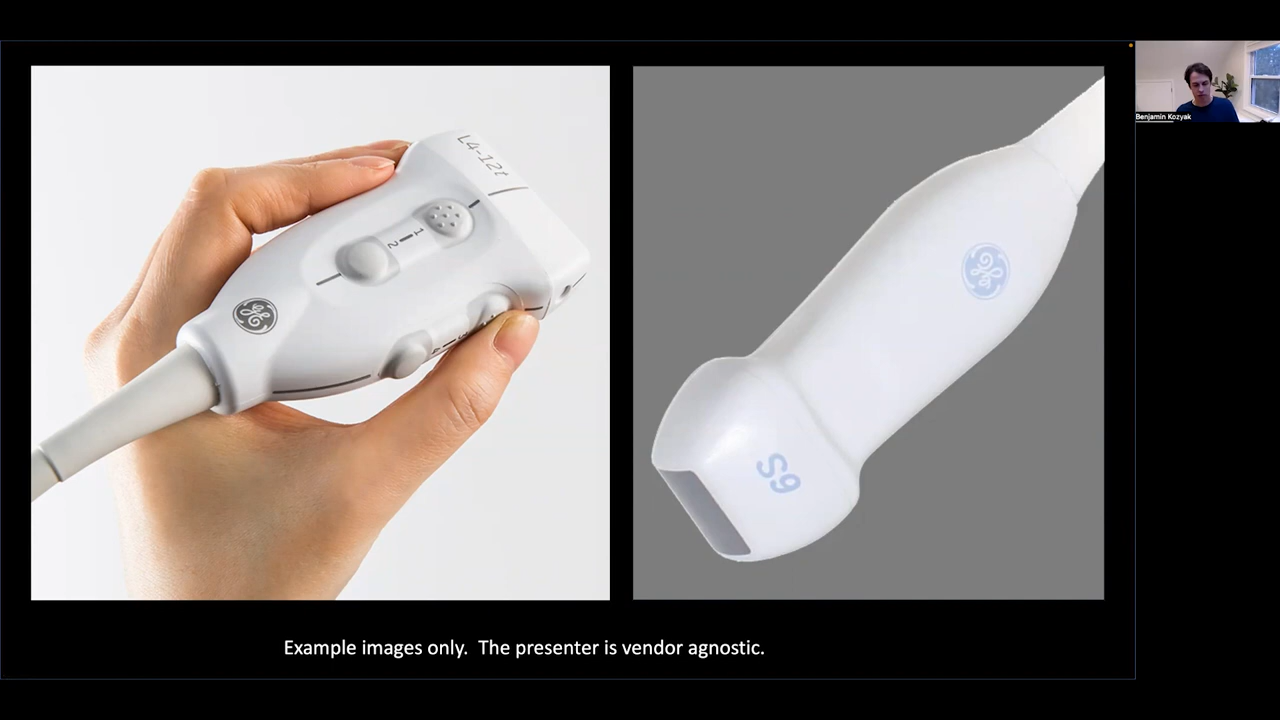 L4-12t
1
2
S9
Benjamin Kozyak
Example images only.  The presenter is vendor agnostic.